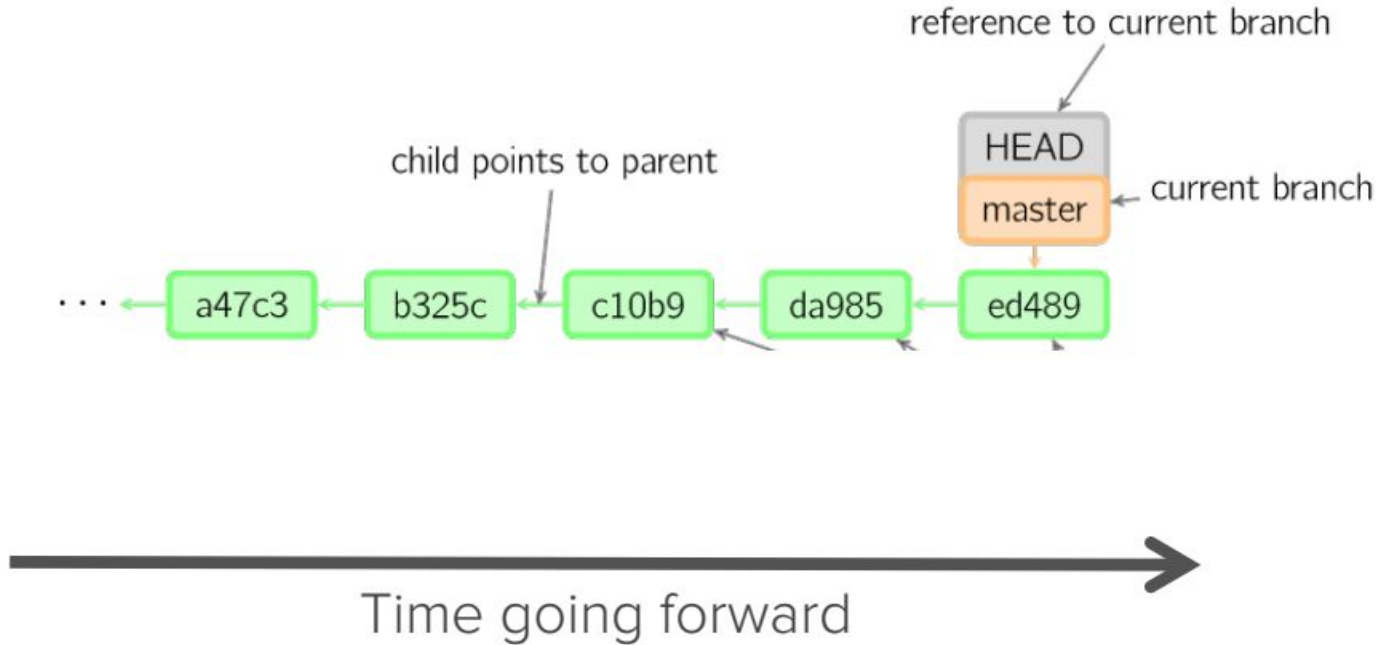 reference to current branch
HEAD
child points to parent
master
current branch
... a47c3 b325c c10b9 da985 ed489
Time going forward